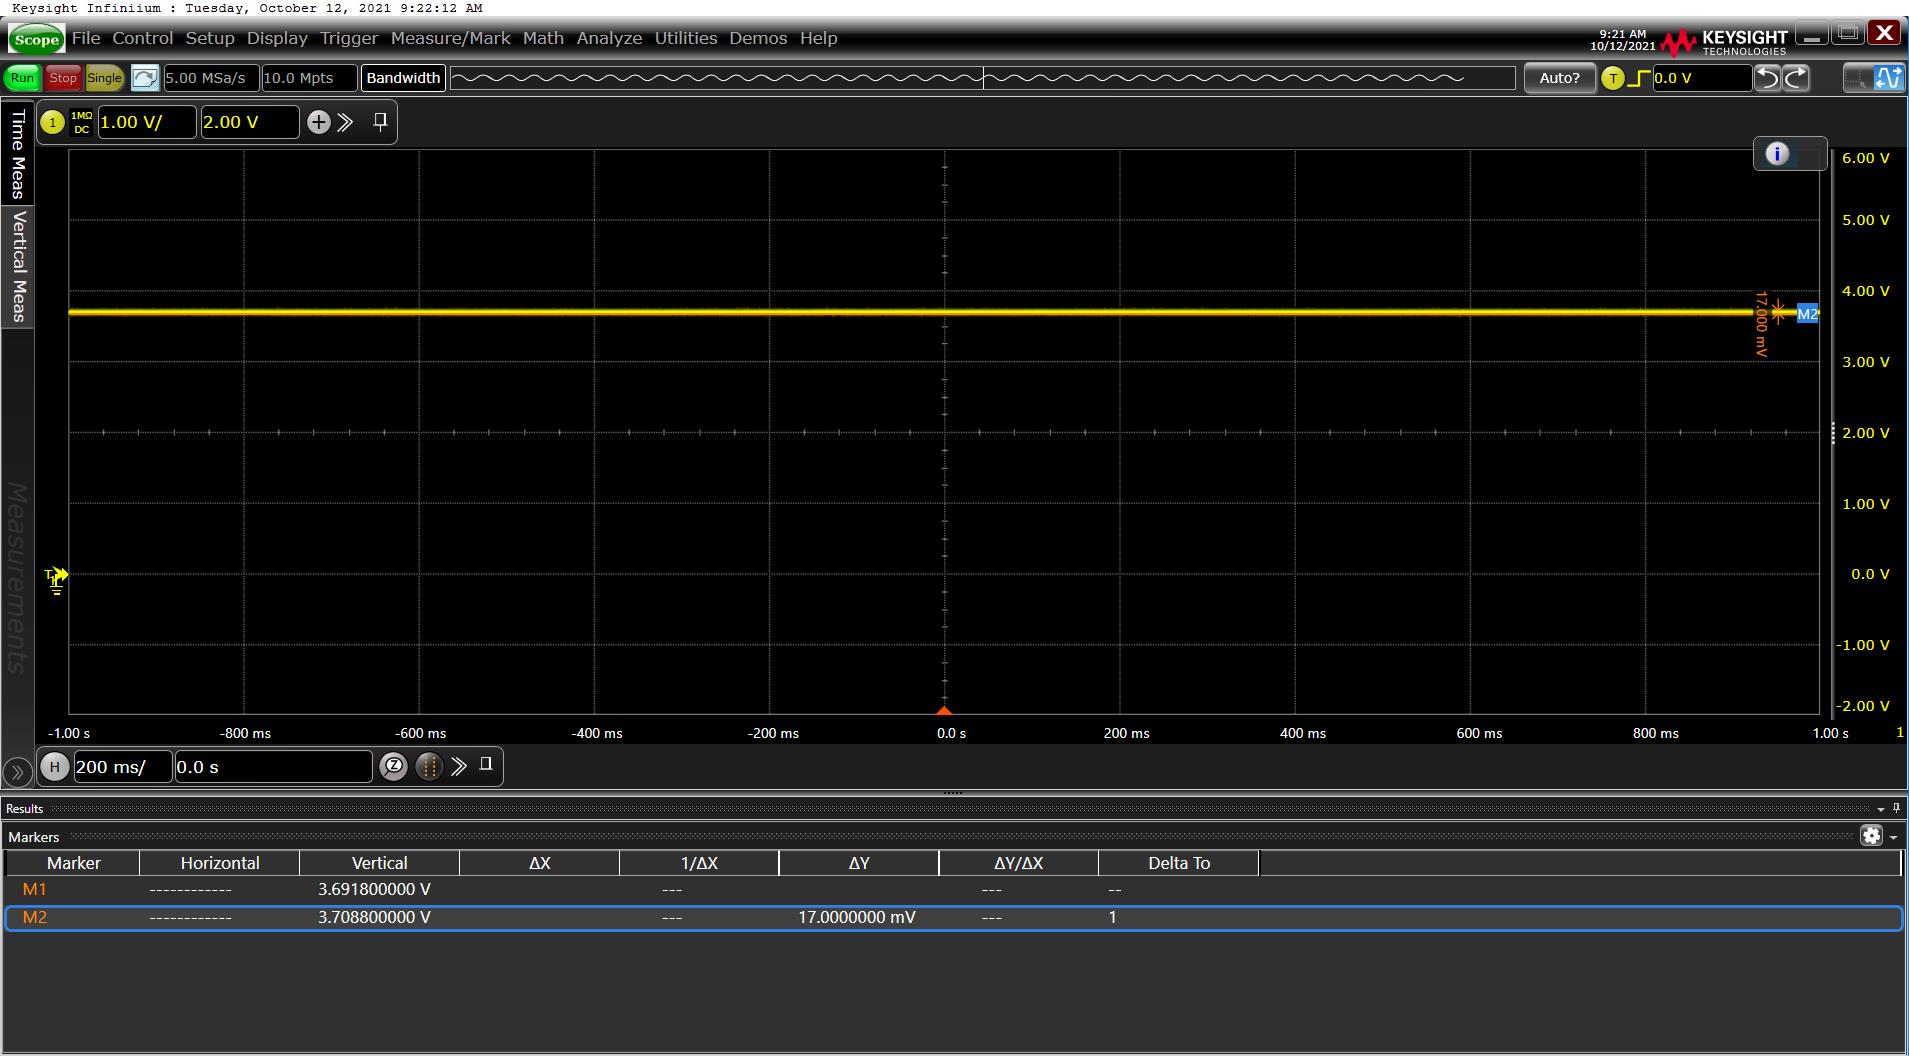 Keysight Infiniium : Tuesday, October 12, 2021 9:22:12 AM
Scope File Control Setup Display Trigger Measure/Mark Math Analyze Utilities Demos Help
9:21 AM
10/12/2021
KEYSIGHT
TECHNOLOGIES
Run Stop Single 5.00 MSa/s 10.0 Mpts Bandwidth Auto? T 0.0 V
1 1MΩ DC 1.00 V/ 2.00 V
Time Meas
Vertical Meas
Measurements
i
6.00 V
5.00 V
4.00 V
3.00 V
2.00 V
1.00 V
0.0 V
-1.00 V
-2.00 V
17.000 mV
M2
T
-1.00 s -800 ms -600 ms -400 ms -200 ms 0.0 s 200 ms 400 ms 600 ms 800 ms 1.00 s 1
H 200 ms/ 0.0 s Z
Results
Markers
Marker Horizontal Vertical ΔX 1/ΔX ΔY ΔY/ΔX Delta To
M1 ------------ 3.691800000 V --- --- --
M2 ------------ 3.708800000 V --- 17.0000000 mV --- 1